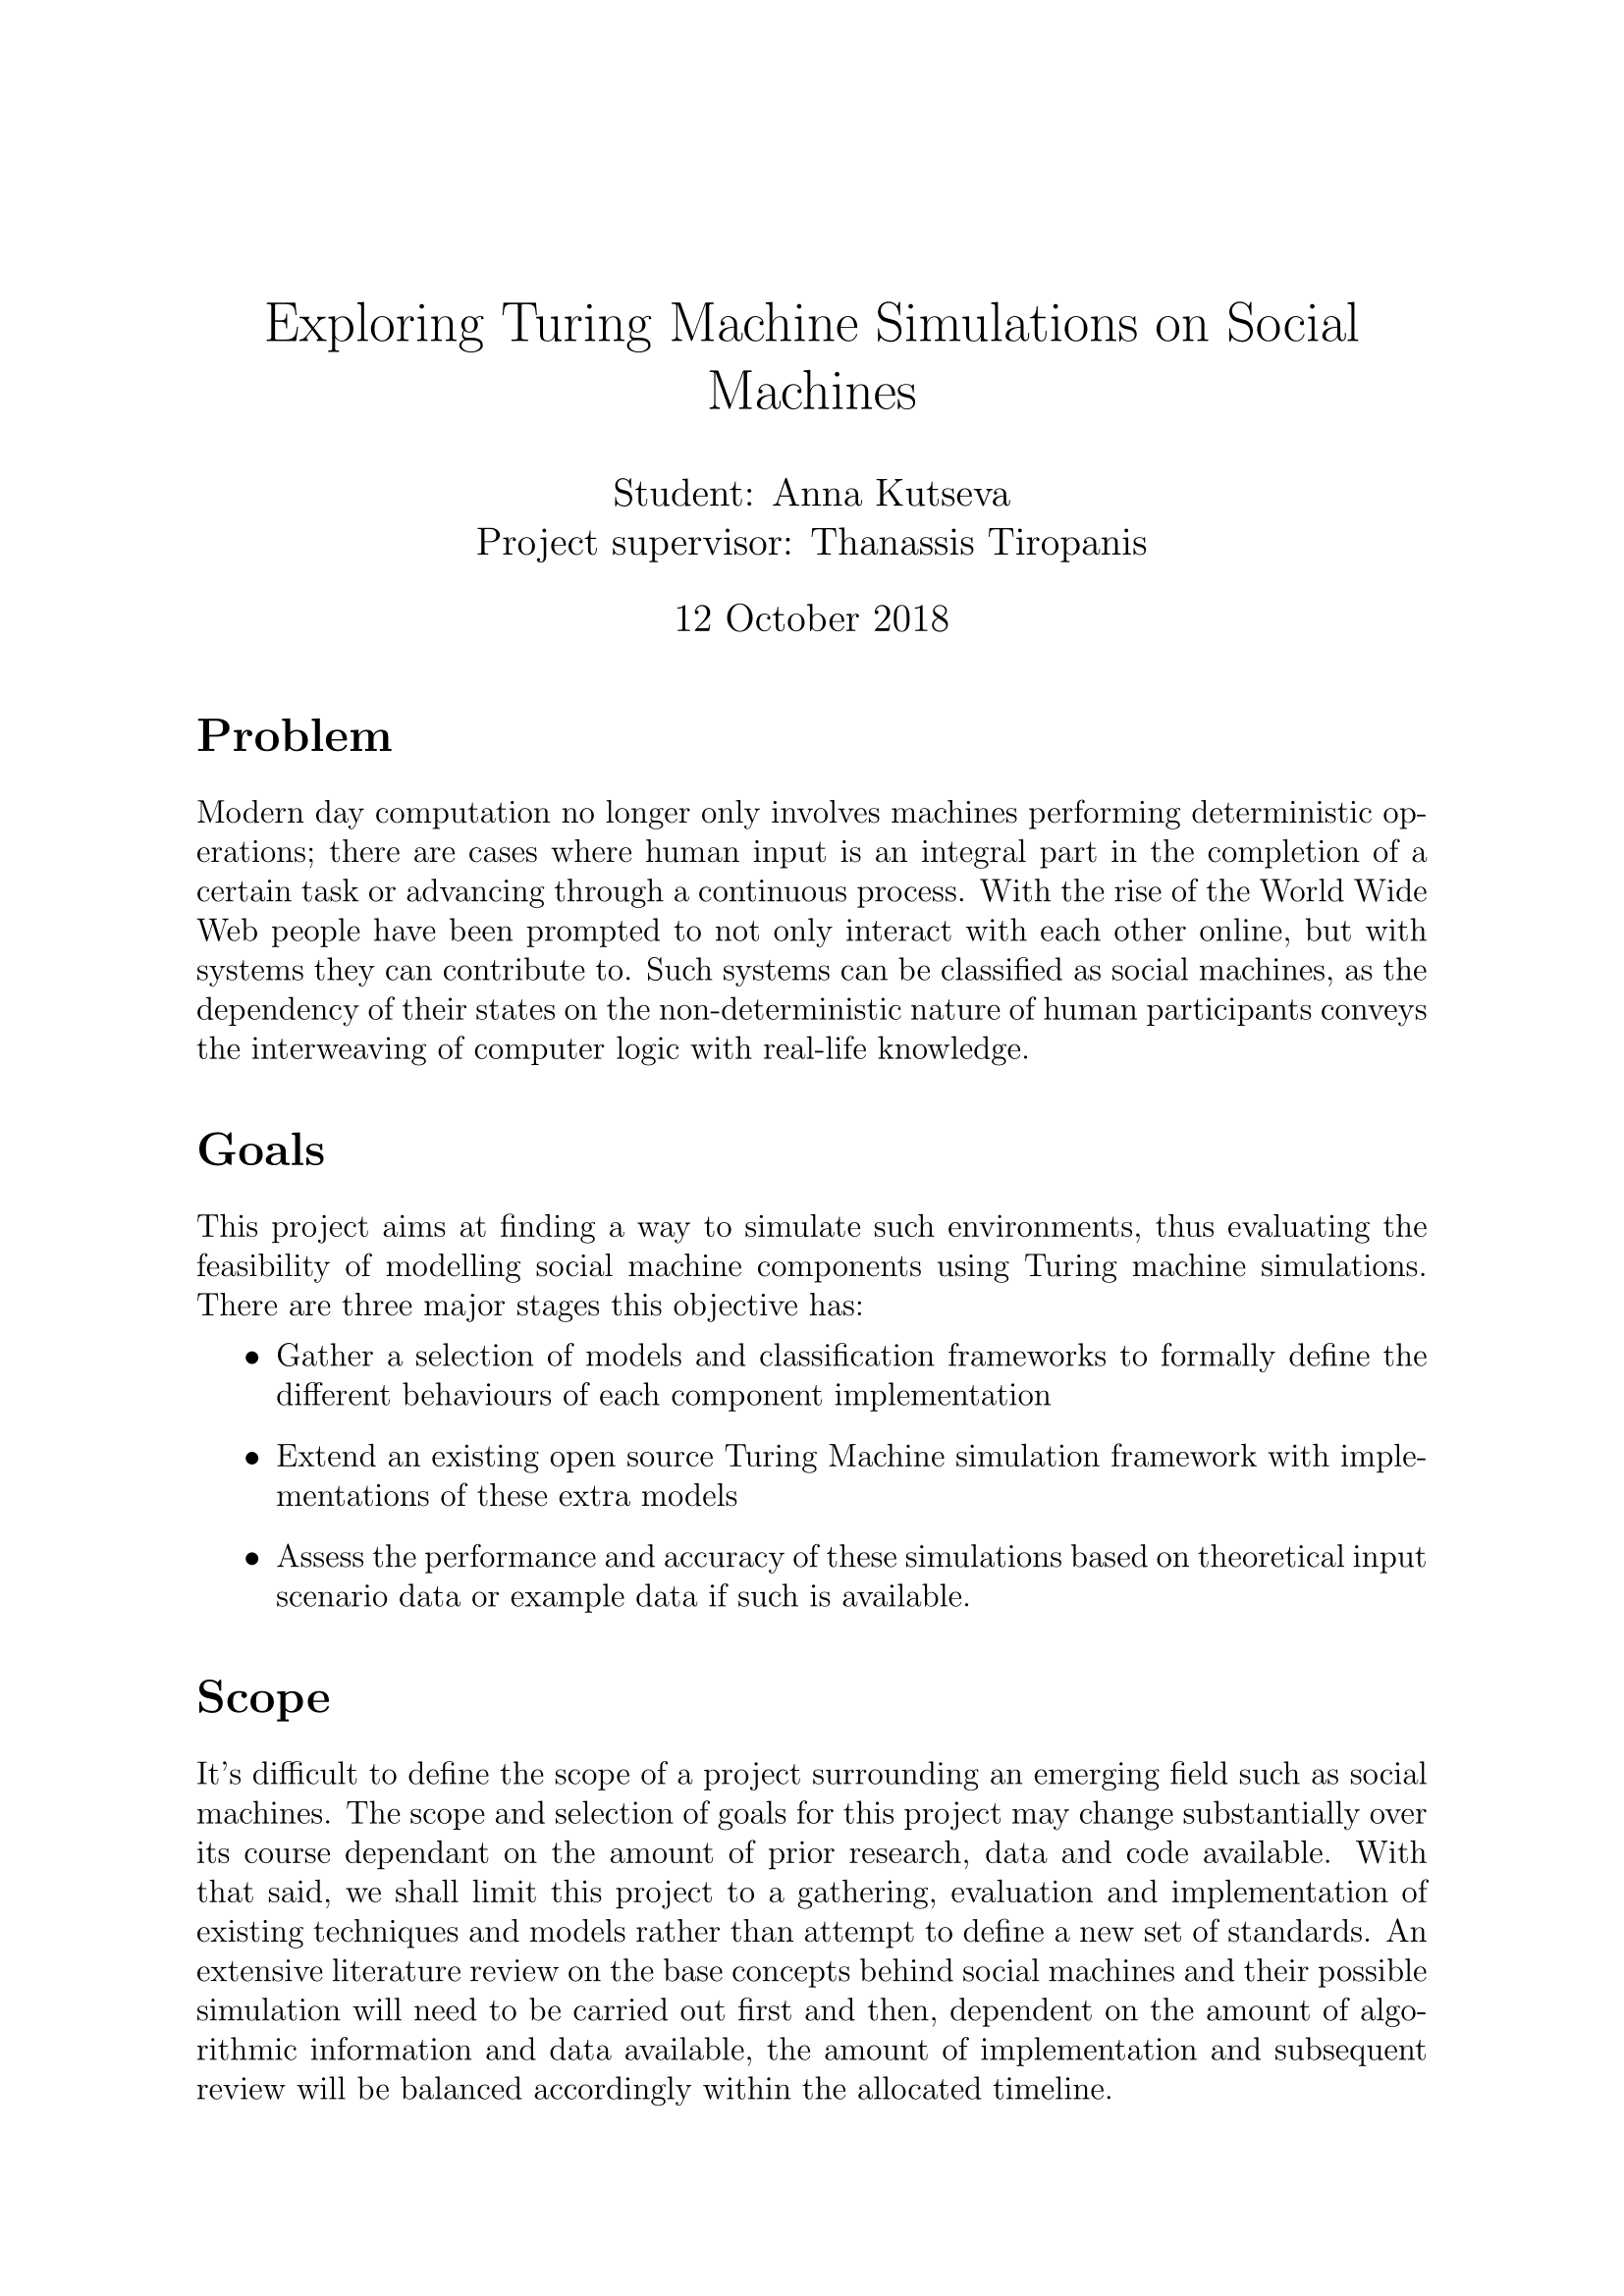 Exploring Turing Machine Simulations on Social
Machines
Student: Anna Kutseva
Project supervisor: Thanassis Tiropanis
12 October 2018
Problem
Modern day computation no longer only involves machines performing deterministic op-
erations; there are cases where human input is an integral part in the completion of a
certain task or advancing through a continuous process. With the rise of the World Wide
Web people have been prompted to not only interact with each other online, but with
systems they can contribute to. Such systems can be classified as social machines, as the
dependency of their states on the non-deterministic nature of human participants conveys
the interweaving of computer logic with real-life knowledge.
Goals
This project aims at finding a way to simulate such environments, thus evaluating the
feasibility of modelling social machine components using Turing machine simulations.
There are three major stages this objective has:
• Gather a selection of models and classification frameworks to formally define the
different behaviours of each component implementation
• Extend an existing open source Turing Machine simulation framework with imple-
mentations of these extra models
• Assess the performance and accuracy of these simulations based on theoretical input
scenario data or example data if such is available.
Scope
It's difficult to define the scope of a project surrounding an emerging field such as social
machines. The scope and selection of goals for this project may change substantially over
its course dependant on the amount of prior research, data and code available. With
that said, we shall limit this project to a gathering, evaluation and implementation of
existing techniques and models rather than attempt to define a new set of standards. An
extensive literature review on the base concepts behind social machines and their possible
simulation will need to be carried out first and then, dependent on the amount of algo-
rithmic information and data available, the amount of implementation and subsequent
review will be balanced accordingly within the allocated timeline.